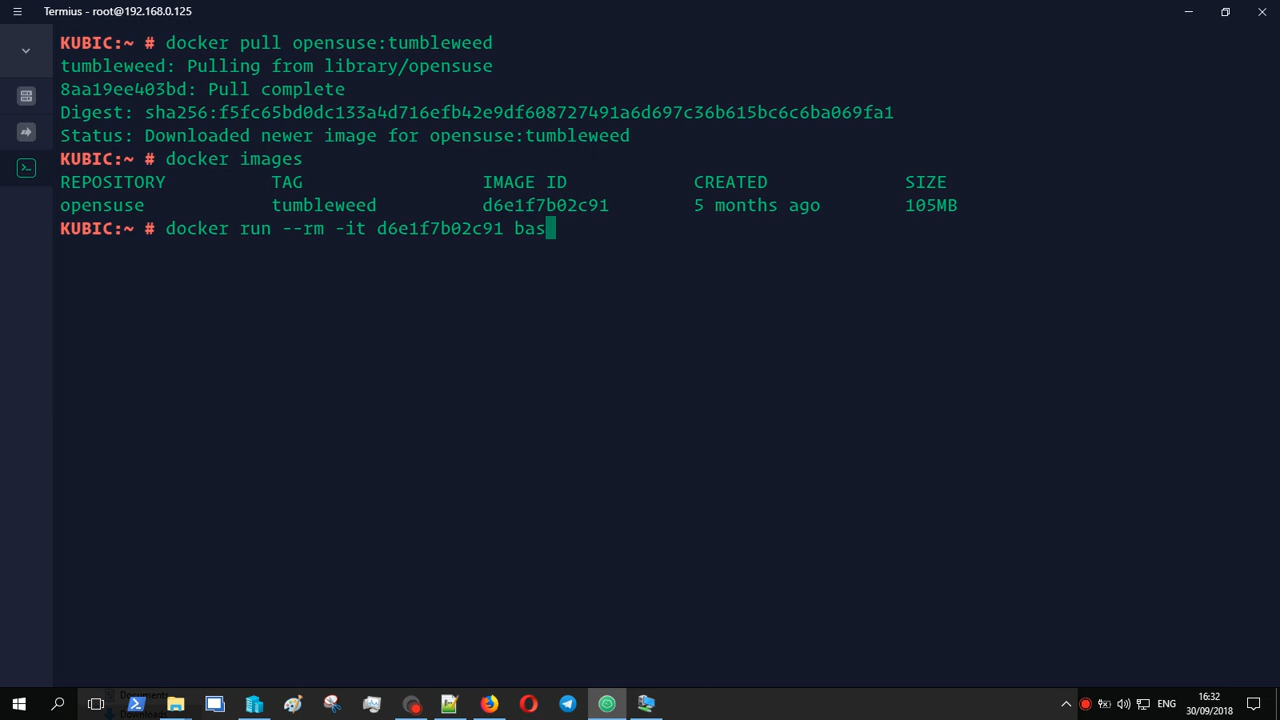 Termius - root@192.168.0.125
KUBIC:~ # docker pull opensuse:tumbleweed
tumbleweed: Pulling from library/opensuse
8aa19ee403bd: Pull complete
Digest: sha256:f5fc65bd0dc133a4d716efb42e9df608727491a6d697c36b615bc6c6ba069fa1
Status: Downloaded newer image for opensuse:tumbleweed
KUBIC:~ # docker images
REPOSITORY TAG IMAGE ID CREATED SIZE
opensuse tumbleweed d6e1f7b02c91 5 months ago 105MB
KUBIC:~ # docker run --rm -it d6e1f7b02c91 bas
Documents
ENG
16:32
30/09/2018